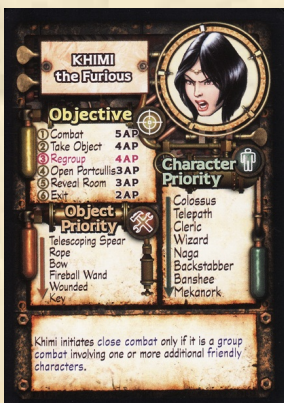 KHIMI
the Furious
Objective
1 Combat 5AP
2 Take Object 4AP
3 Regroup 4AP
4 Open Portcullis 3AP
5 Reveal Room 3AP
6 Exit 2AP
Object
Priority
Telescoping Spear
Rope
Bow
Fireball Wand
Wounded
Key
Character
Priority
Colossus
Telepath
Cleric
Wizard
Naga
Backstabber
Banshee
Mekanork
Khimi initiates close combat only if it is a group
combat involving one or more additional friendly
characters.